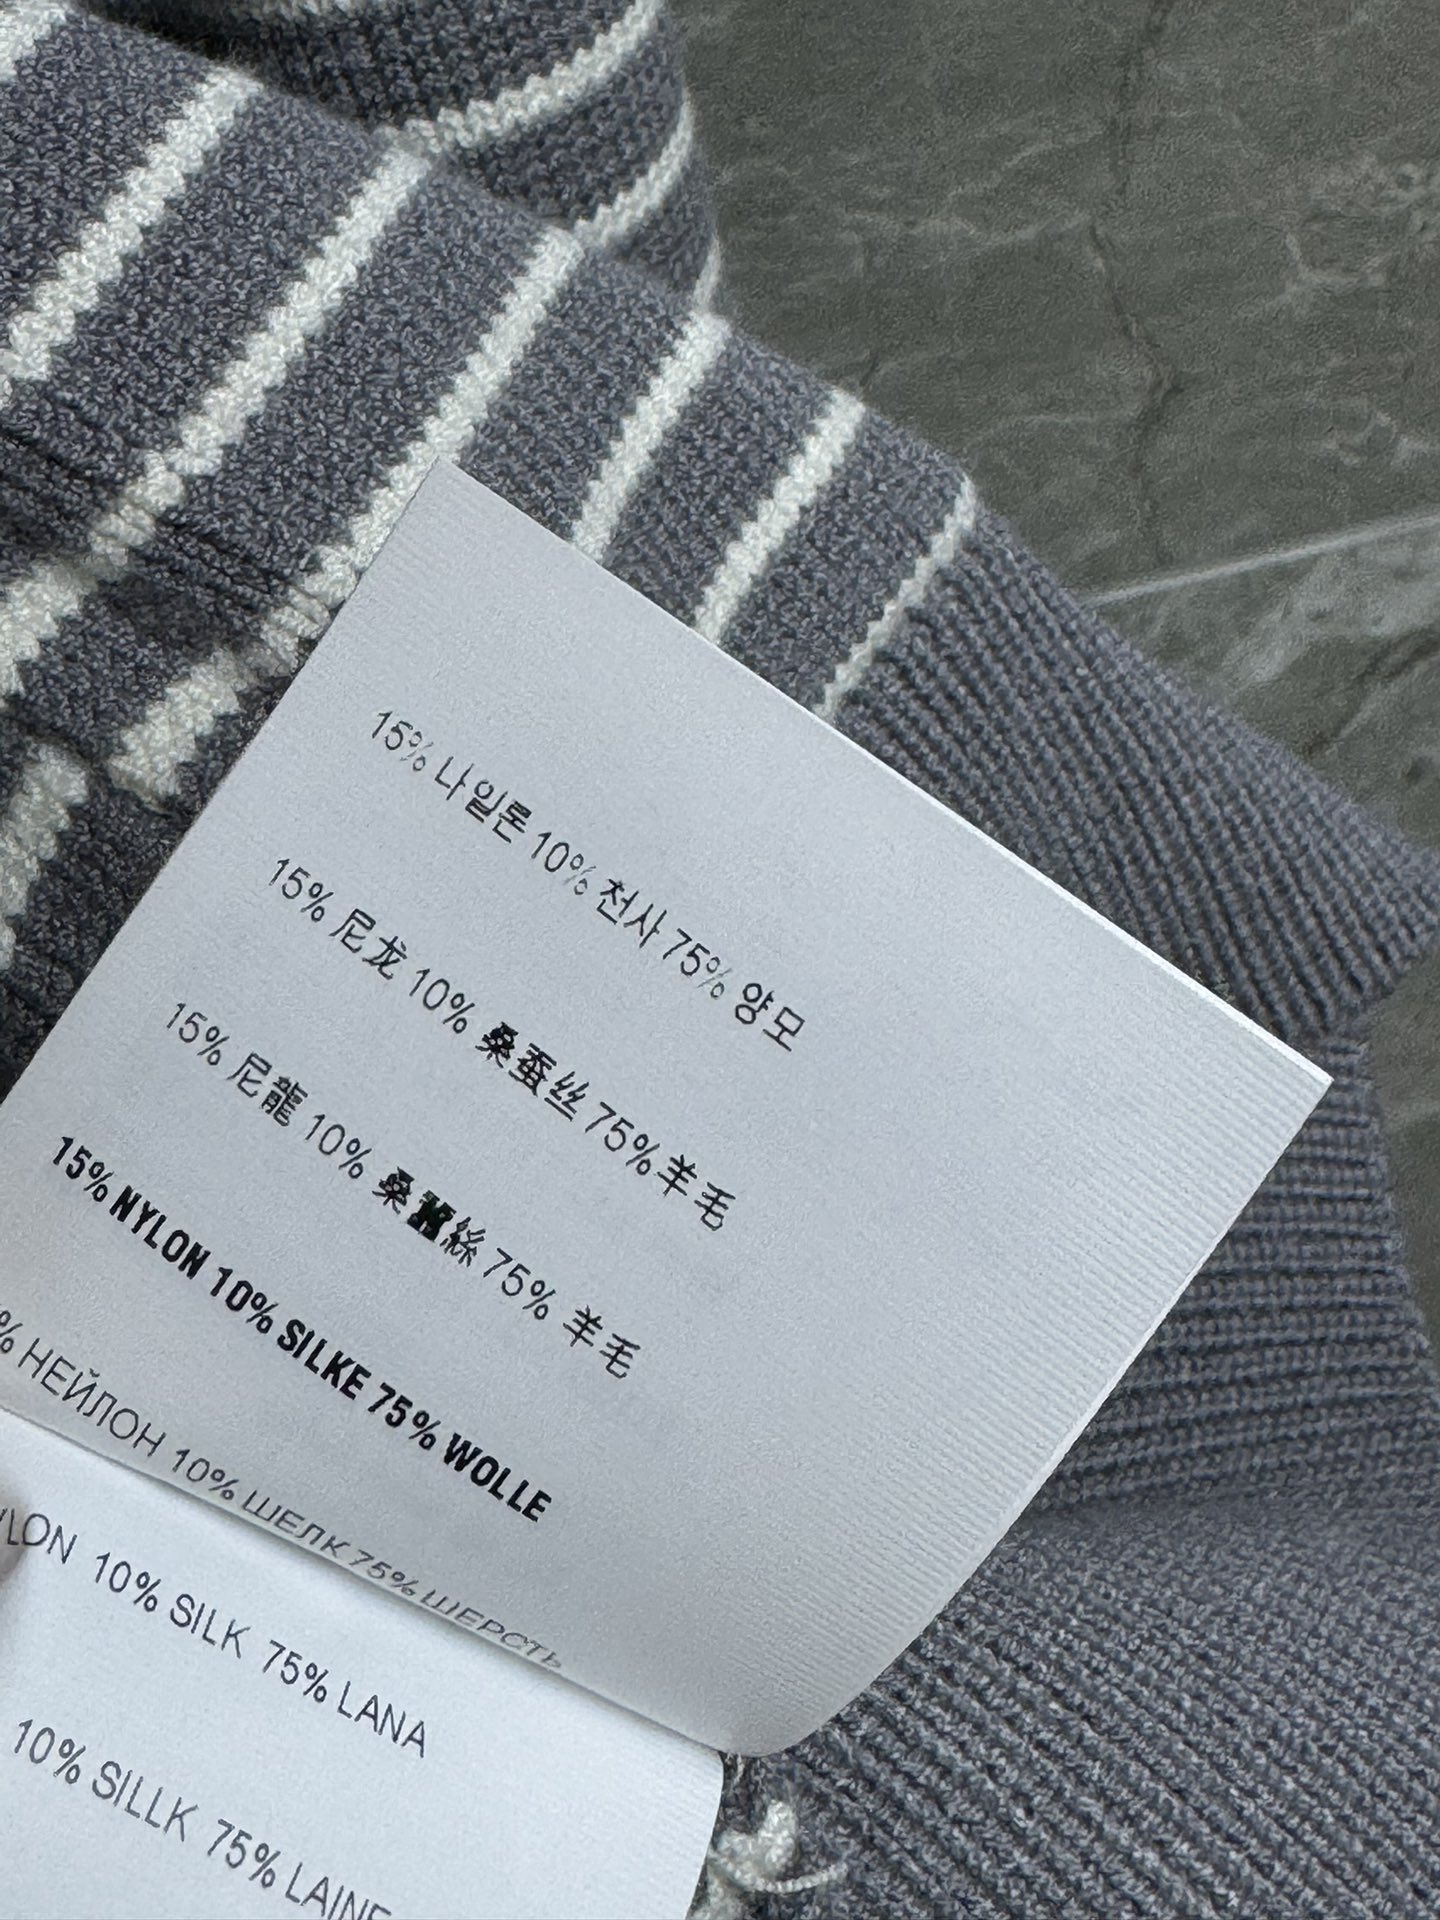 15% 나일론 10% 천사 75% 양모
15% 尼龙 10% 桑蚕丝 75% 羊毛
15% 尼龍 10% 桑蠶絲 75% 羊毛
15% NYLON 10% SILKE 75% WOLLE
% НЕЙЛОН 10% ШЕЛК 75% ШЕРСТЬ
YLON 10% SILK 75% LANA
10% SILLK 75% LAINE